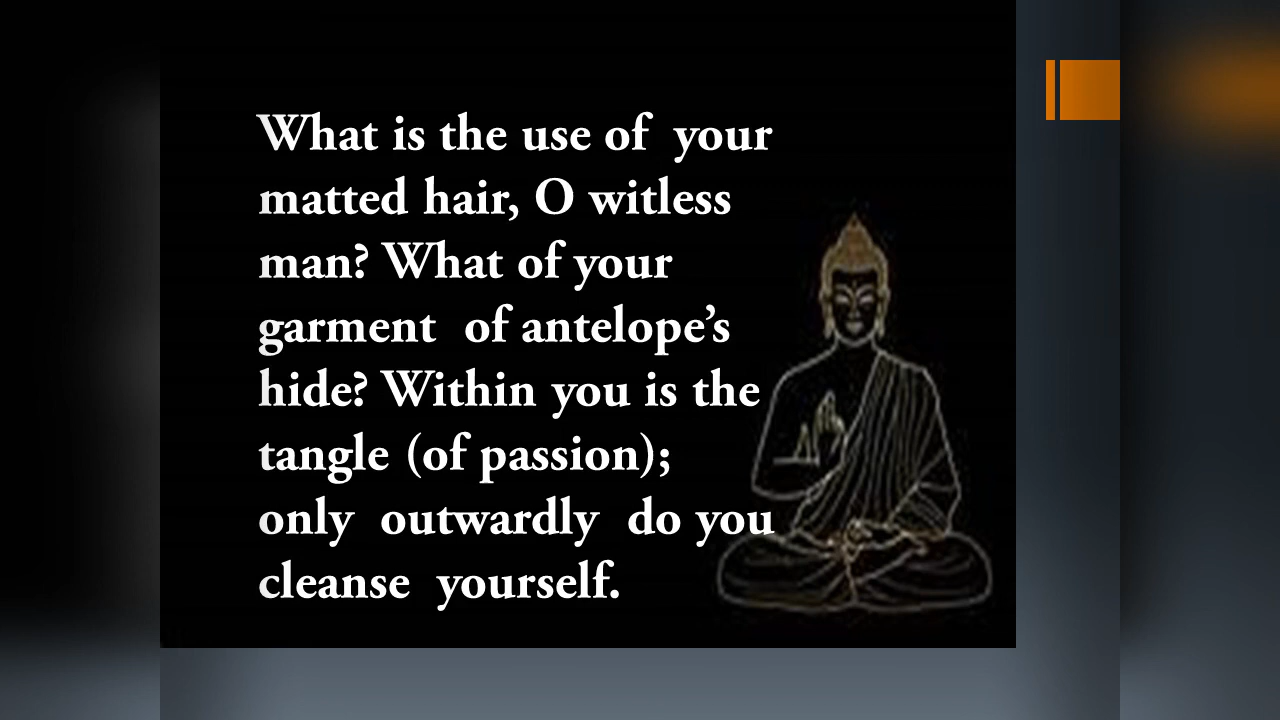 What is the use of your
matted hair, O witless
man? What of your
garment of antelope’s
hide? Within you is the
tangle (of passion);
only outwardly do you
cleanse yourself.